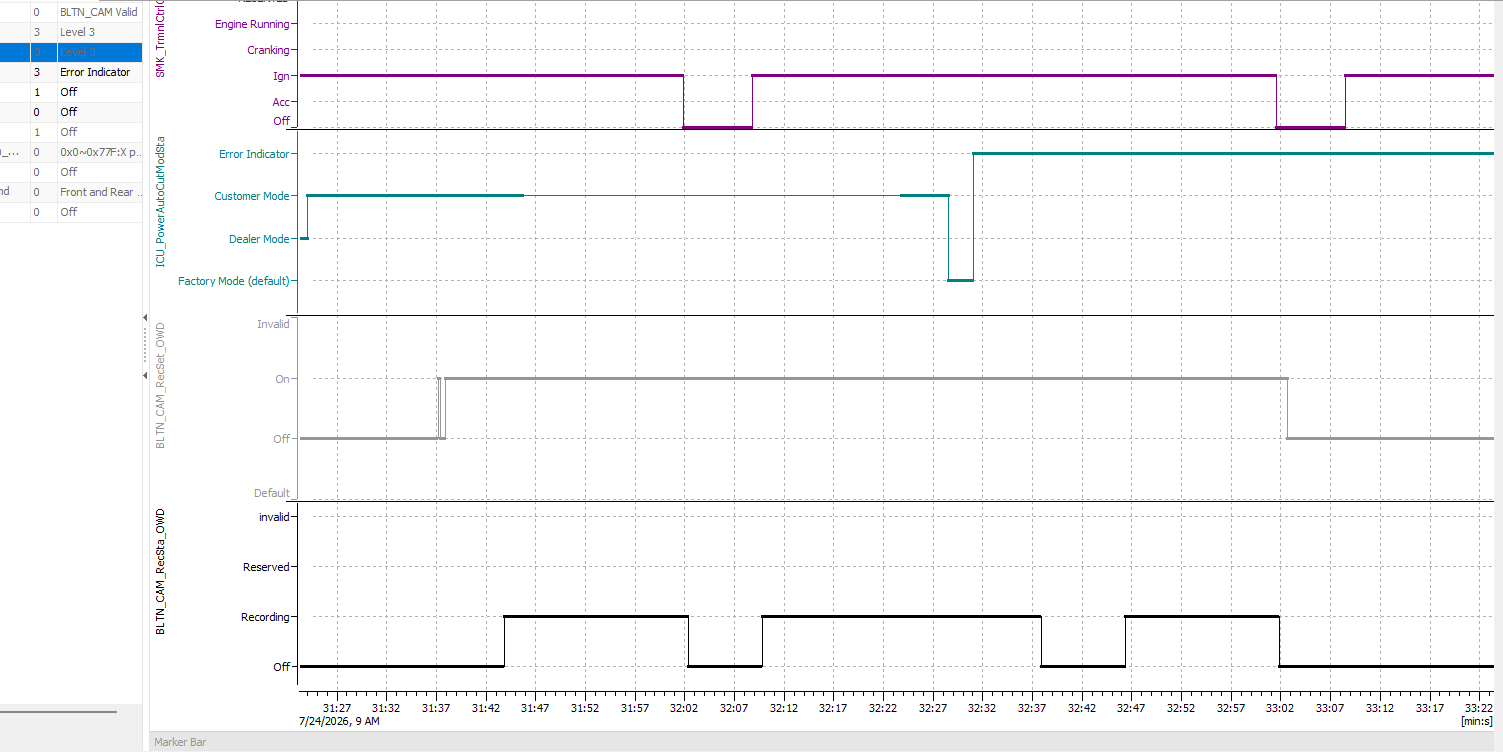 0 BLTN_CAM Valid
3 Level 3
3 Level 3
3 Error Indicator
1 Off
0 Off
1 Off
_... 0 0x0~0x77F:X p...
0 Off
nd 0 Front and Rear ...
0 Off
SMK_TrmnlCtrlC
Engine Running
Cranking
Ign
Acc
Off
ICU_PowerAutoCutModSta
Error Indicator
Customer Mode
Dealer Mode
Factory Mode (default)
BLTN_CAM_RecSet_OWD
Invalid
On
Off
Default
BLTN_CAM_RecSta_OWD
invalid
Reserved
Recording
Off
31:27 31:32 31:37 31:42 31:47 31:52 31:57 32:02 32:07 32:12 32:17 32:22 32:27 32:32 32:37 32:42 32:47 32:52 32:57 33:02 33:07 33:12 33:17 33:22
7/24/2026, 9 AM [min:s]
Marker Bar